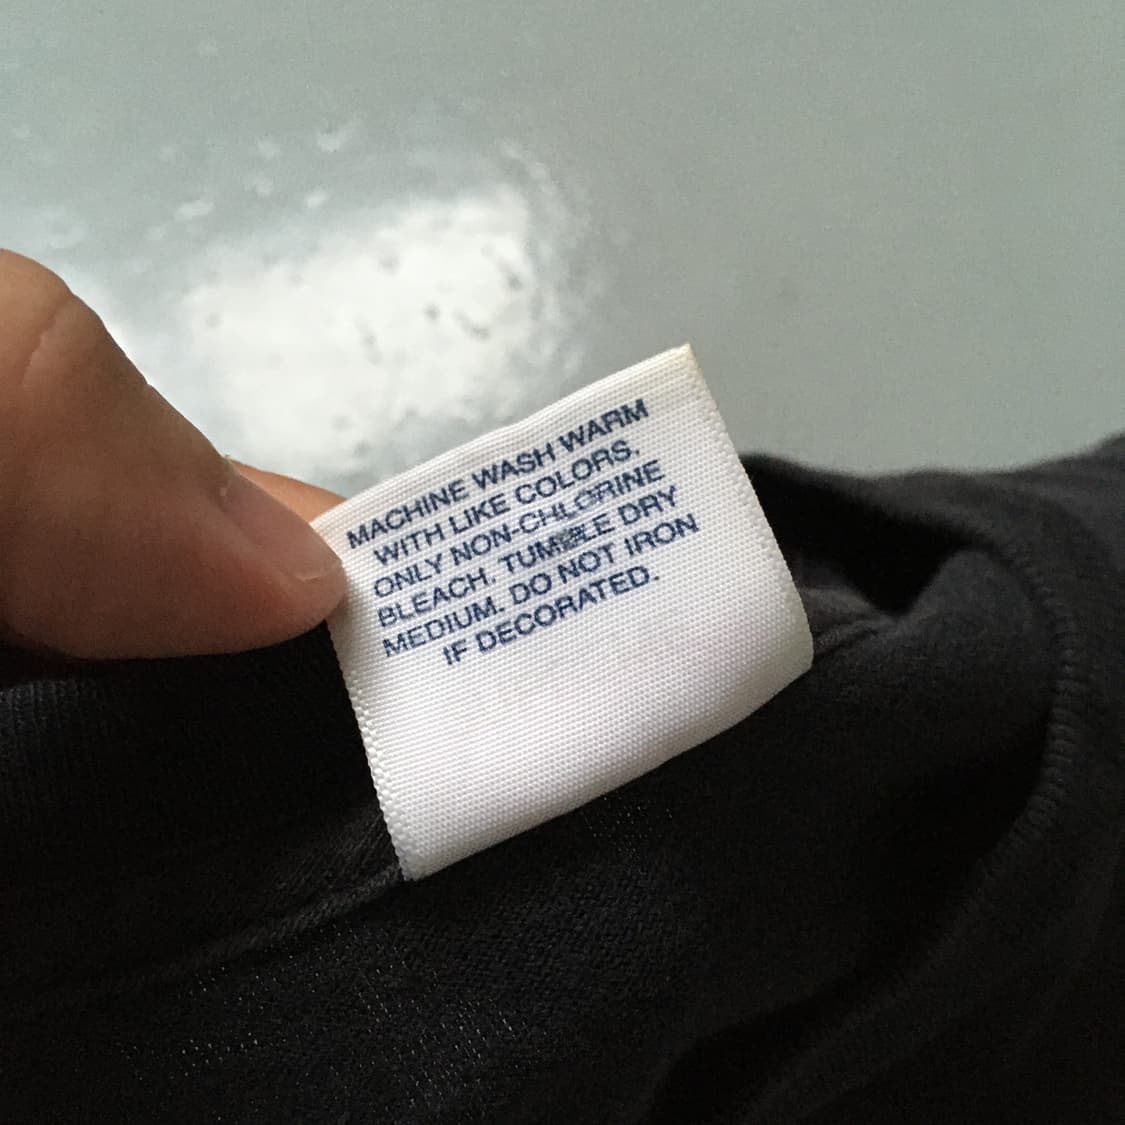 MACHINE WASH WARM
WITH LIKE COLORS.
ONLY NON-CHLORINE
BLEACH. TUMBLE DRY
MEDIUM. DO NOT IRON
IF DECORATED.